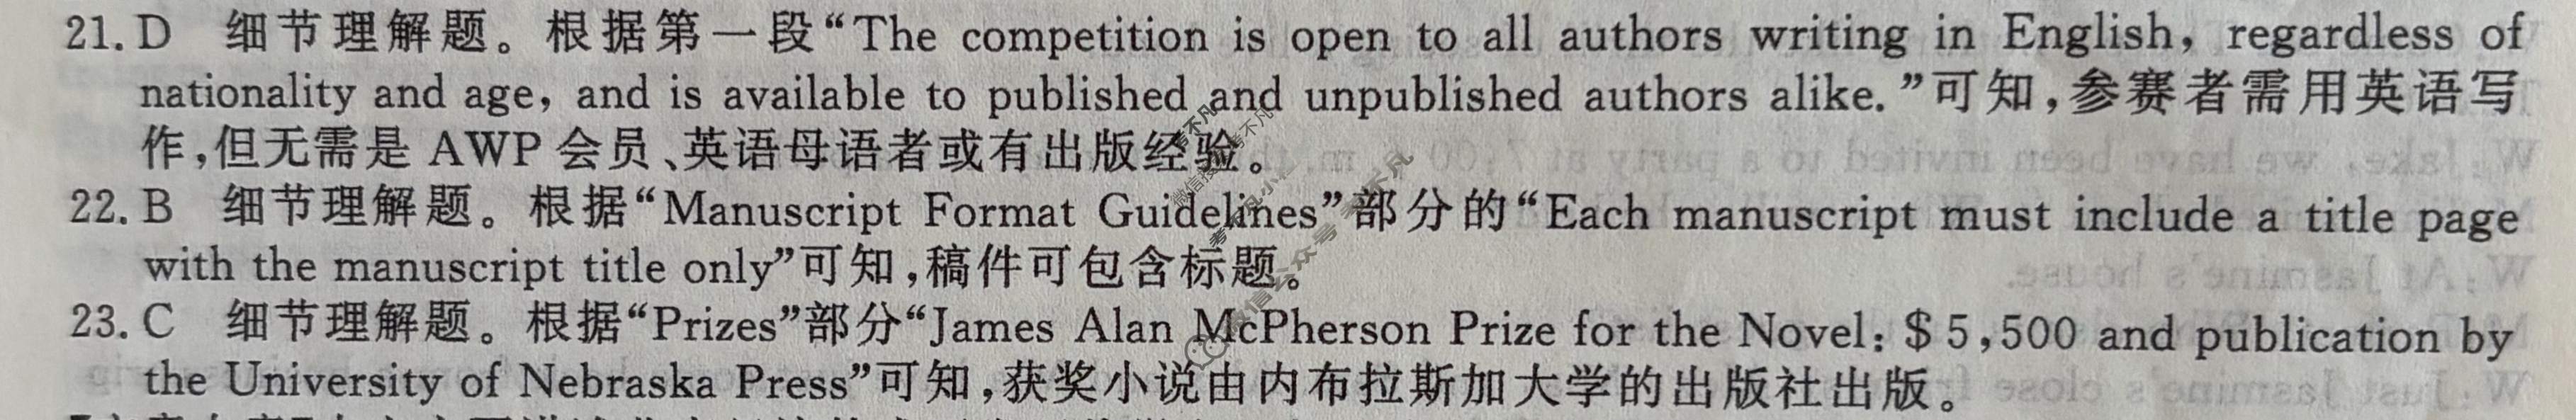 21. D 细节理解题。根据第一段“The competition is open to all authors writing in English, regardless of
nationality and age, and is available to published and unpublished authors alike.”可知,参赛者需用英语写
作,但无需是 AWP 会员、英语母语者或有出版经验。
22. B 细节理解题。根据“Manuscript Format Guidelines”部分的“Each manuscript must include a title page
with the manuscript title only”可知,稿件可包含标题。
23. C 细节理解题。根据“Prizes”部分“James Alan McPherson Prize for the Novel: $ 5,500 and publication by
the University of Nebraska Press”可知,获奖小说由内布拉斯加大学的出版社出版。